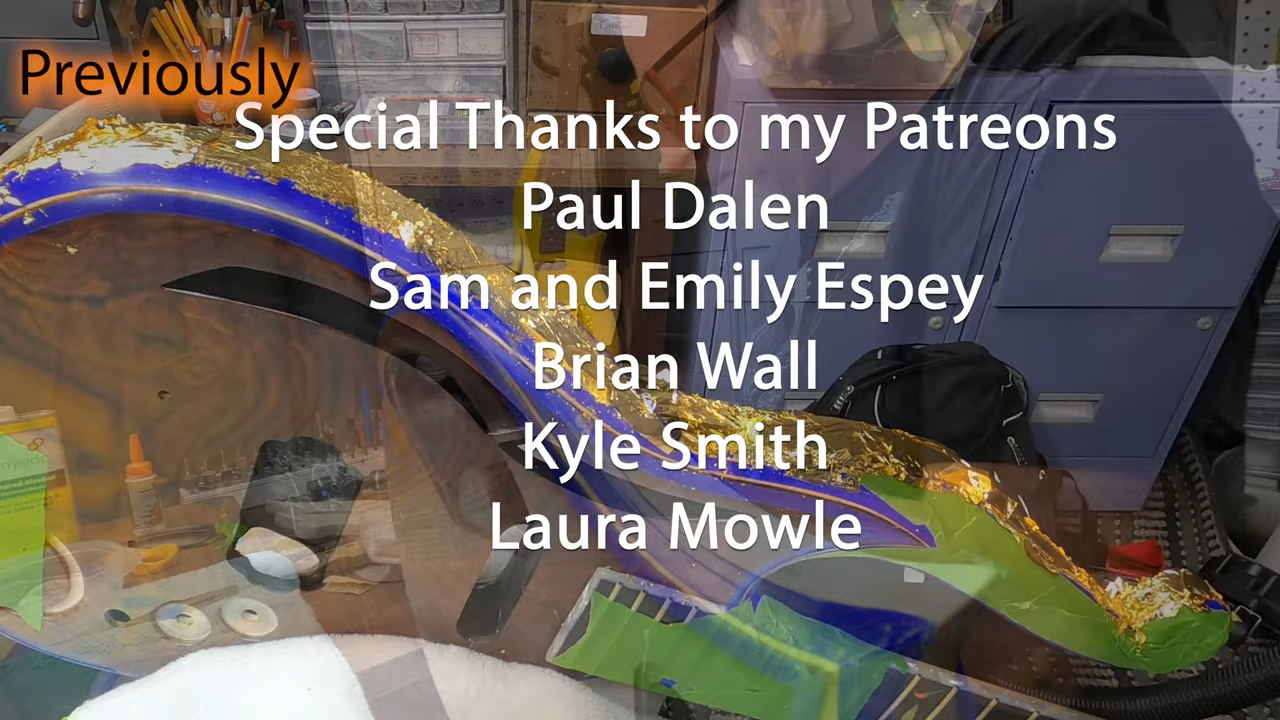 Previously
Special Thanks to my Patreons
Paul Dalen
Sam and Emily Espey
Brian Wall
Kyle Smith
Laura Mowle